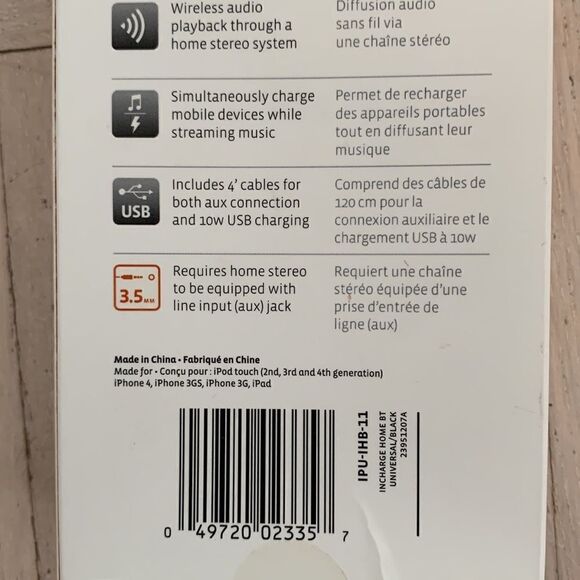 Wireless audio
playback through a
home stereo system
Diffusion audio
sans fil via
une chaîne stéréo
Simultaneously charge
mobile devices while
streaming music
Permet de recharger
des appareils portables
tout en diffusant leur
musique
USB
Includes 4' cables for
both aux connection
and 10W USB charging
Comprend des câbles de
120 cm pour la
connexion auxiliaire et le
chargement USB à 10W
3.5MM
Requires home stereo
to be equipped with
line input (aux) jack
Requiert une chaîne
stéréo équipée d'une
prise d'entrée de
ligne (aux)
Made in China • Fabriqué en Chine
Made for • Conçu pour : iPod touch (2nd, 3rd and 4th generation)
iPhone 4, iPhone 3GS, iPhone 3G, iPad
0 49720 02335 7
IPU-IHB-11
INCHARGE HOME BT
UNIVERSAL/BLACK
23951207A